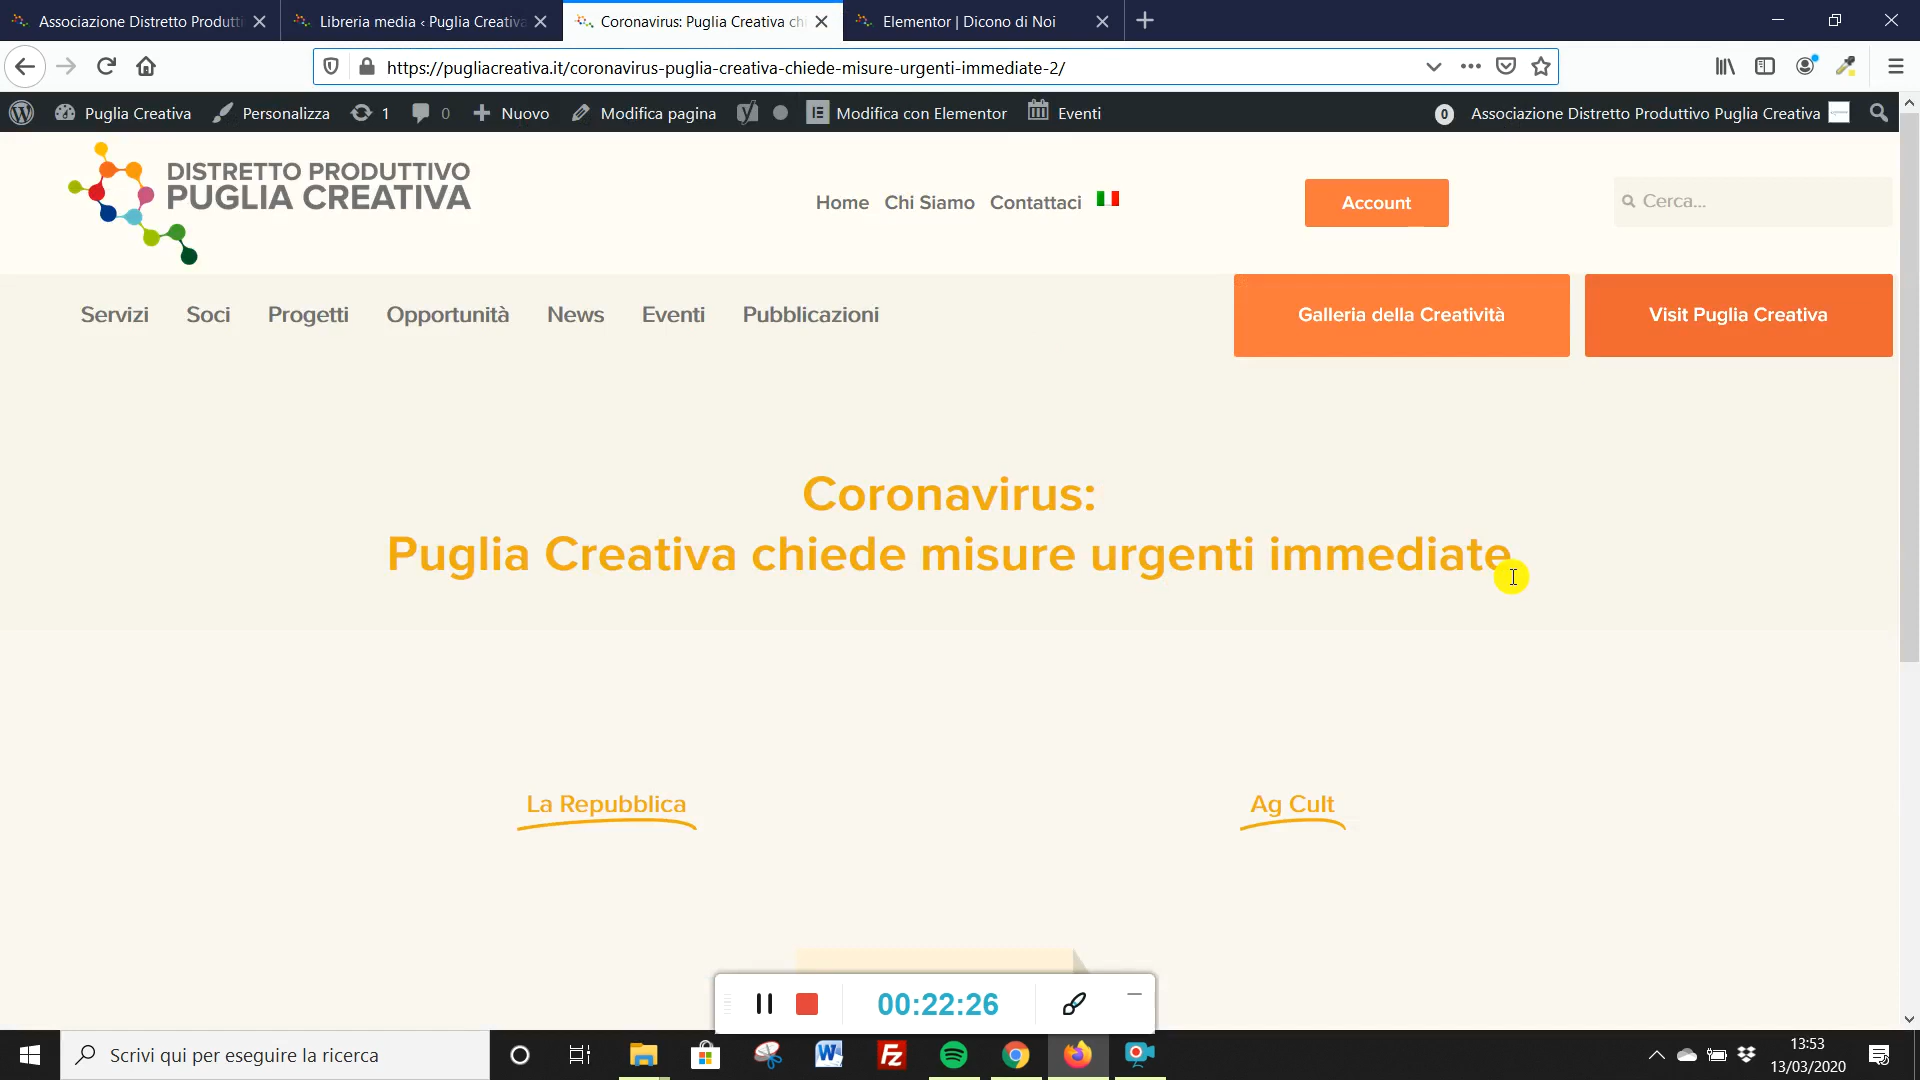 Associazione Distretto Produtti
Libreria media ‹ Puglia Creativa
Coronavirus: Puglia Creativa chi
Elementor | Dicono di Noi
https://pugliacreativa.it/coronavirus-puglia-creativa-chiede-misure-urgenti-immediate-2/
Puglia Creativa
Personalizza
1
0
Nuovo
Modifica pagina
Modifica con Elementor
Eventi
0
Associazione Distretto Produttivo Puglia Creativa
DISTRETTO PRODUTTIVO
PUGLIA CREATIVA
Home
Chi Siamo
Contattaci
Account
Cerca...
Servizi
Soci
Progetti
Opportunità
News
Eventi
Pubblicazioni
Galleria della Creatività
Visit Puglia Creativa
Coronavirus:
Puglia Creativa chiede misure urgenti immediate
La Repubblica
Ag Cult
00:22:26
Scrivi qui per eseguire la ricerca
13:53
13/03/2020